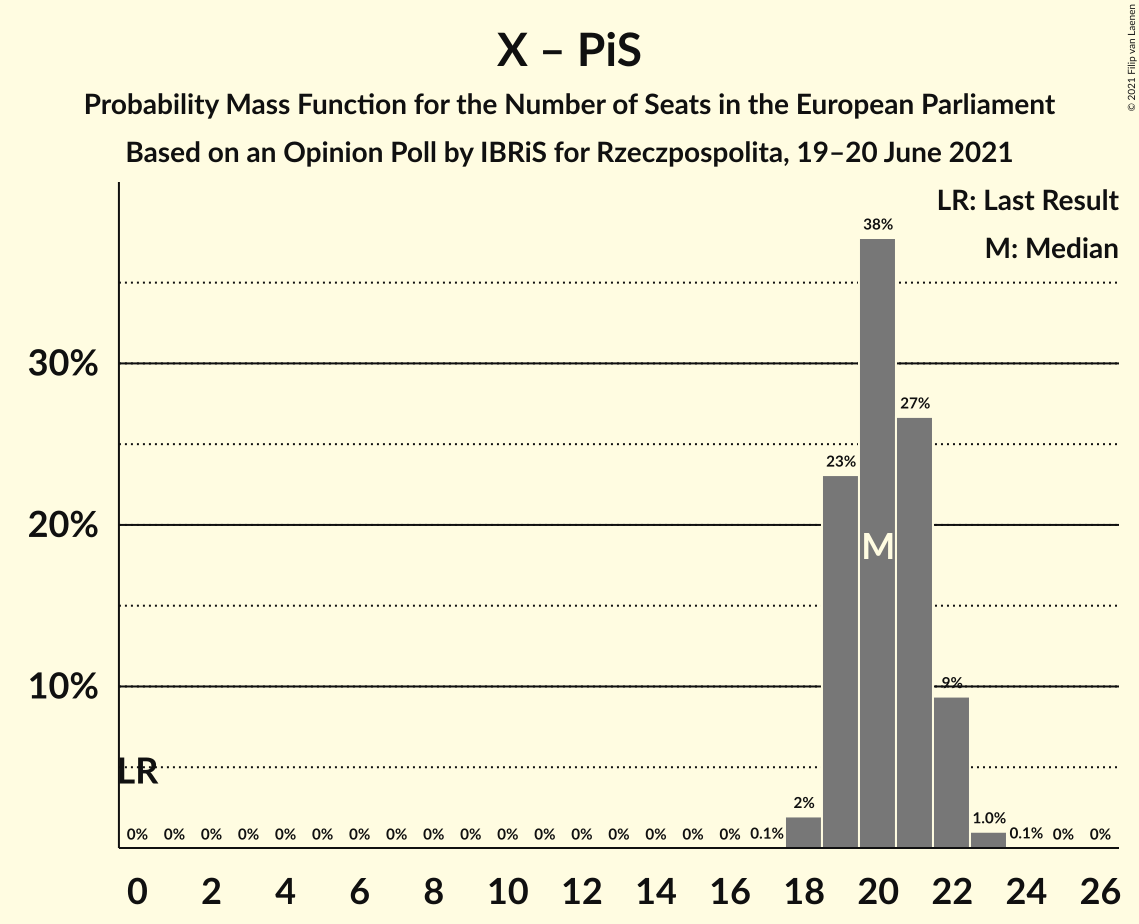 X – PiS
Probability Mass Function for the Number of Seats in the European Parliament
Based on an Opinion Poll by IBRiS for Rzeczpospolita, 19–20 June 2021
© 2021 Filip van Laenen
LR: Last Result
M: Median
38%
30%
27%
23%
20%
M
10%
9%
LR
2%
1.0%
0% 0% 0% 0% 0% 0% 0% 0% 0% 0% 0% 0% 0% 0% 0% 0% 0% 0.1% 0.1% 0% 0%
0 2 4 6 8 10 12 14 16 18 20 22 24 26